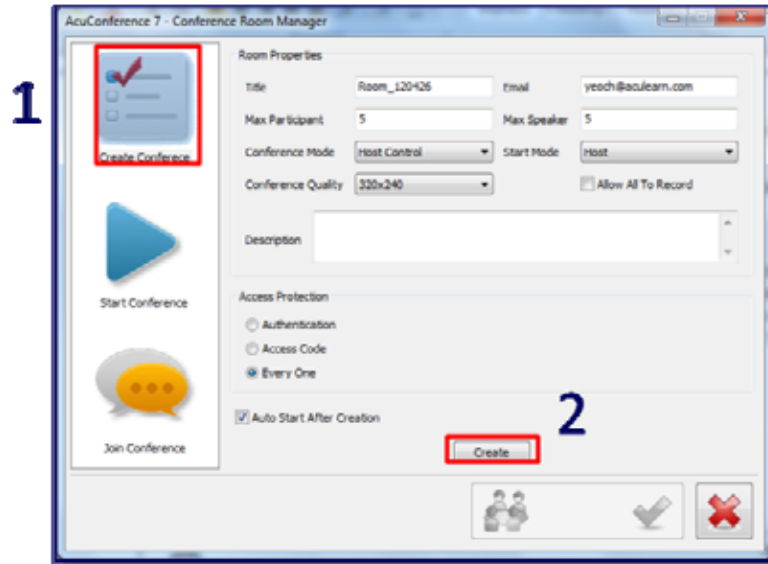 AcuConference 7 - Conference Room Manager
1
Create Conferece
Start Conference
Join Conference
Room Properties
Title Room_120426 Email yeoch@aculearn.com
Max Participant 5 Max Speaker 5
Conference Mode Host Control Start Mode Host
Conference Quality 320x240 Allow All To Record
Description
Access Protection
Authentication
Access Code
Every One
Auto Start After Creation
2
Create